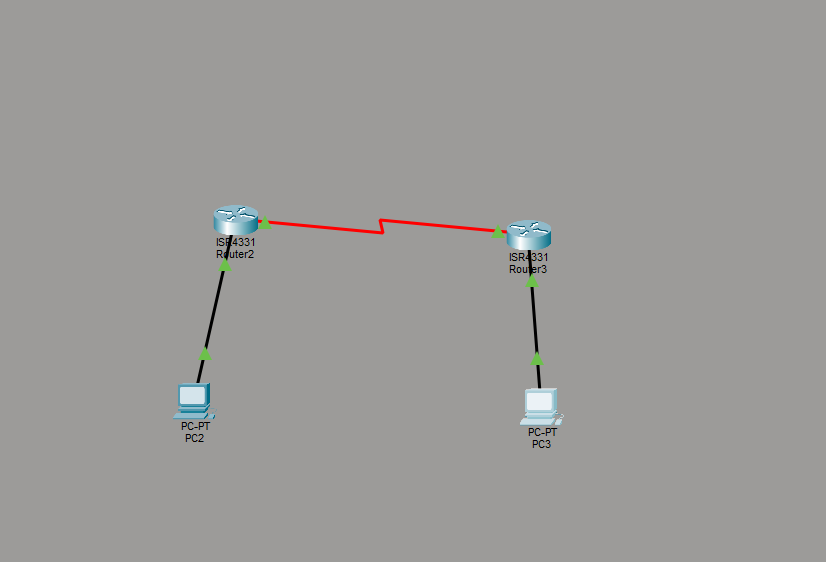 ISR4331
Router2
ISR4331
Router3
PC-PT
PC2
PC-PT
PC3